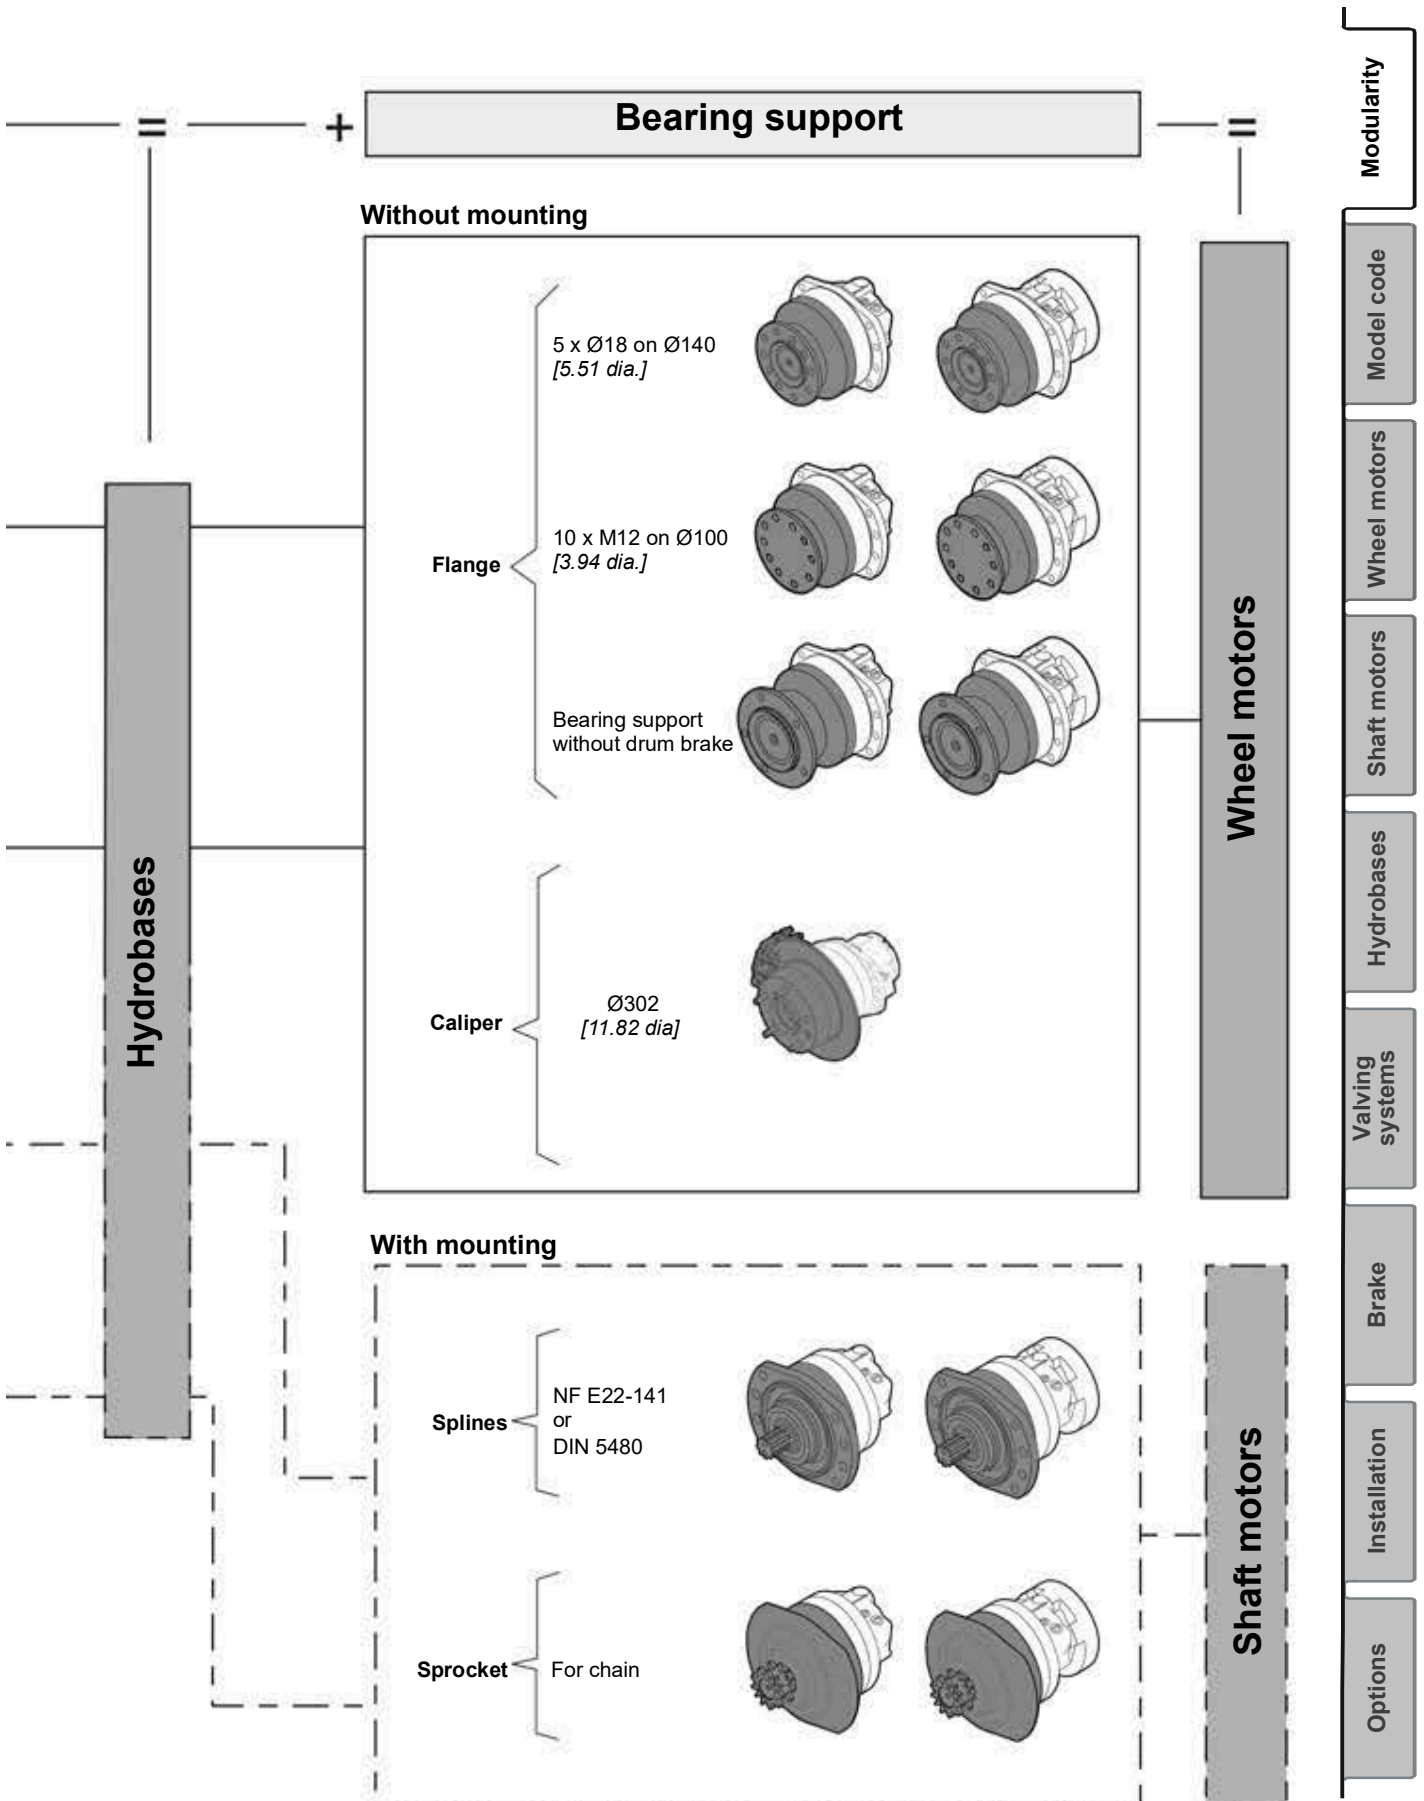 = + Bearing support =
Without mounting
5 x Ø18 on Ø140
[5.51 dia.]
Flange
10 x M12 on Ø100
[3.94 dia.]
Bearing support
without drum brake
Caliper
Ø302
[11.82 dia]
Hydrobases
Wheel motors
With mounting
Splines
NF E22-141
or
DIN 5480
Sprocket
For chain
Shaft motors
Modularity
Model code
Wheel motors
Shaft motors
Hydrobases
Valving
systems
Brake
Installation
Options